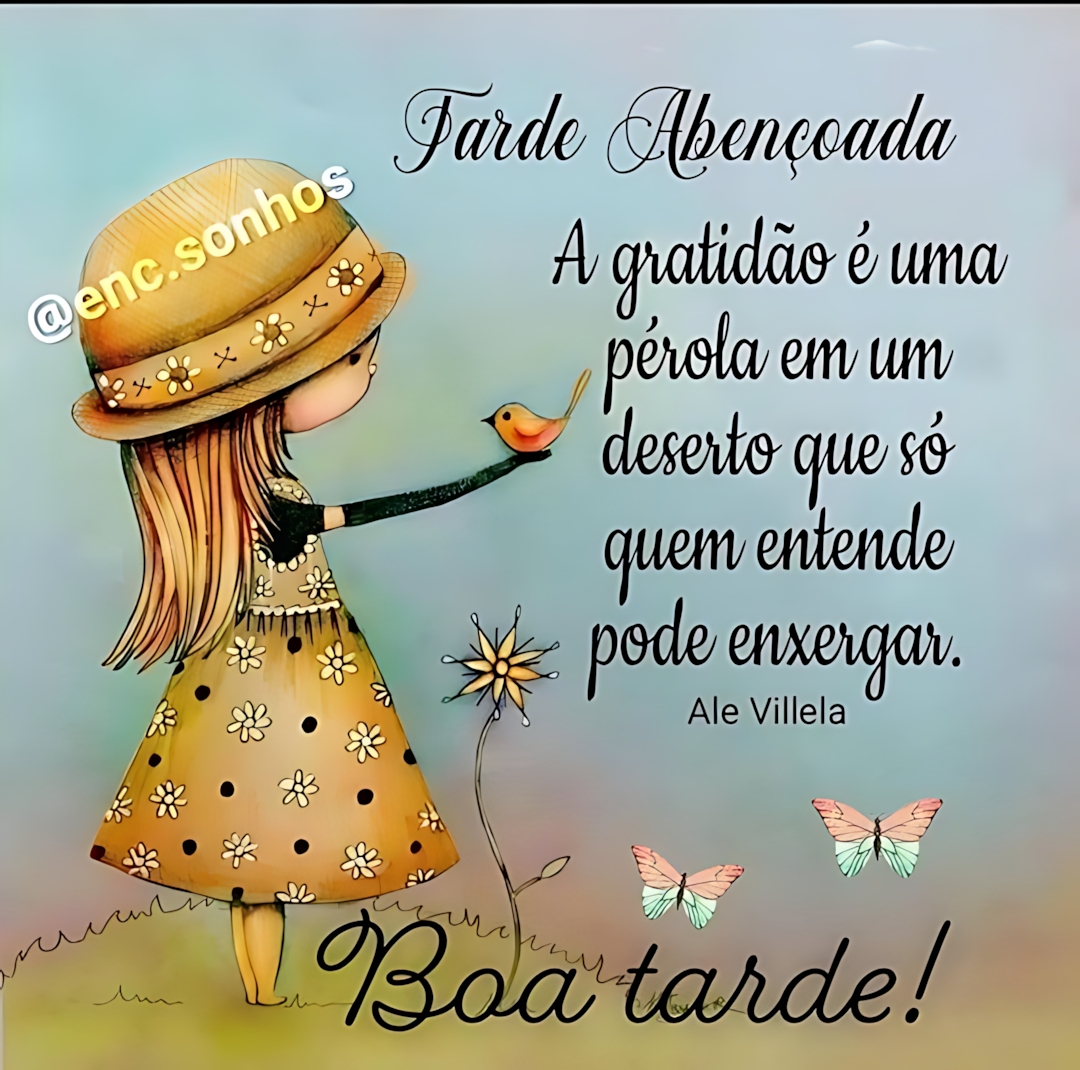 Tarde Abençoada
@enc.sonhos
A gratidão é uma
pérola em um
deserto que só
quem entende
pode enxergar.
Ale Villela
Boa tarde!